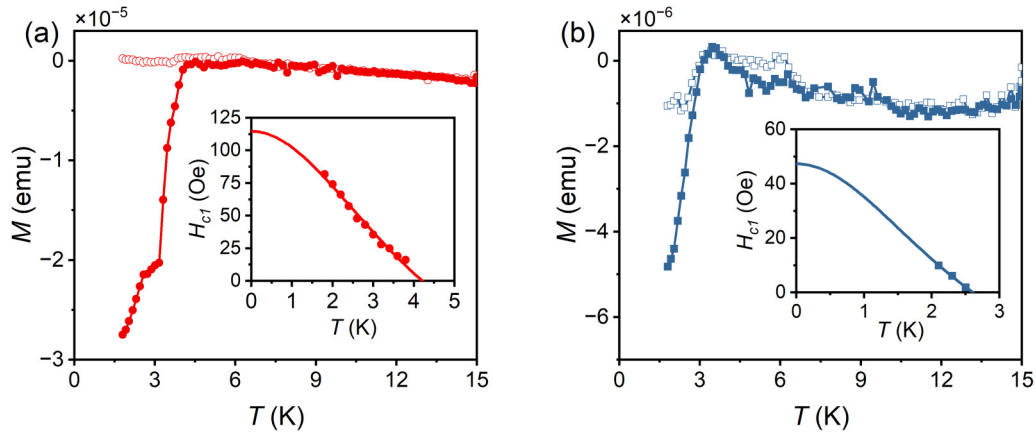 (a)
×10⁻⁵
0
−1
−2
−3
M (emu)
0 3 6 9 12 15
T (K)
125
100
75
50
25
0
H_c1 (Oe)
0 1 2 3 4 5
T (K)
(b)
×10⁻⁶
0
−2
−4
−6
M (emu)
0 3 6 9 12 15
T (K)
60
40
20
0
H_c1 (Oe)
0 1 2 3
T (K)